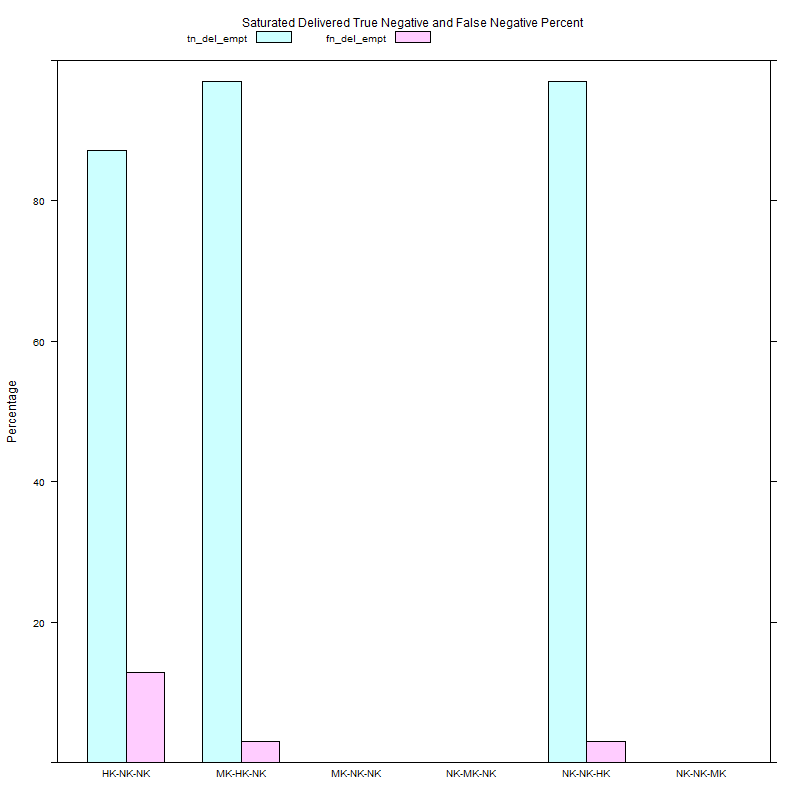 Saturated Delivered True Negative and False Negative Percent
tn_del_empt fn_del_empt
80
60
Percentage
40
20
HK-NK-NK MK-HK-NK MK-NK-NK NK-MK-NK NK-NK-HK NK-NK-MK